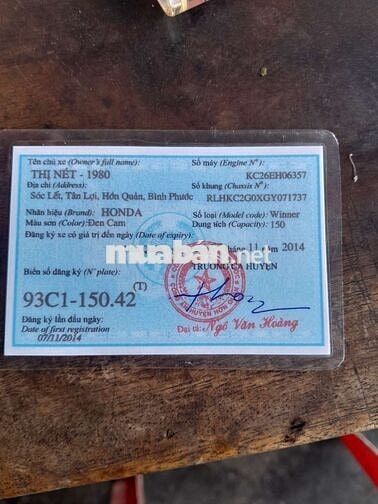 Tên chủ xe (Owner's full name):
THỊ NÉT - 1980
Số máy (Engine Nº):
KC26EH06357
Địa chỉ (Address):
Sóc Lết, Tân Lợi, Hớn Quản, Bình Phước
Số khung (Chassis Nº):
RLHKC2G0XGY071737
Nhãn hiệu (Brand): HONDA
Số loại (Model code): Winner
Màu sơn (Color): Đen Cam
Dung tích (Capacity): 150
Đăng ký xe có giá trị đến ngày (Date of expiry):
tháng 11 năm 2014
muaban.net
TRƯỞNG CA HUYỆN
Biển số đăng ký (Nº plate):
(T)
93C1-150.42
Đăng ký lần đầu ngày:
Date of first registration
07/11/2014
Đại tá: Ngô Văn Hoàng